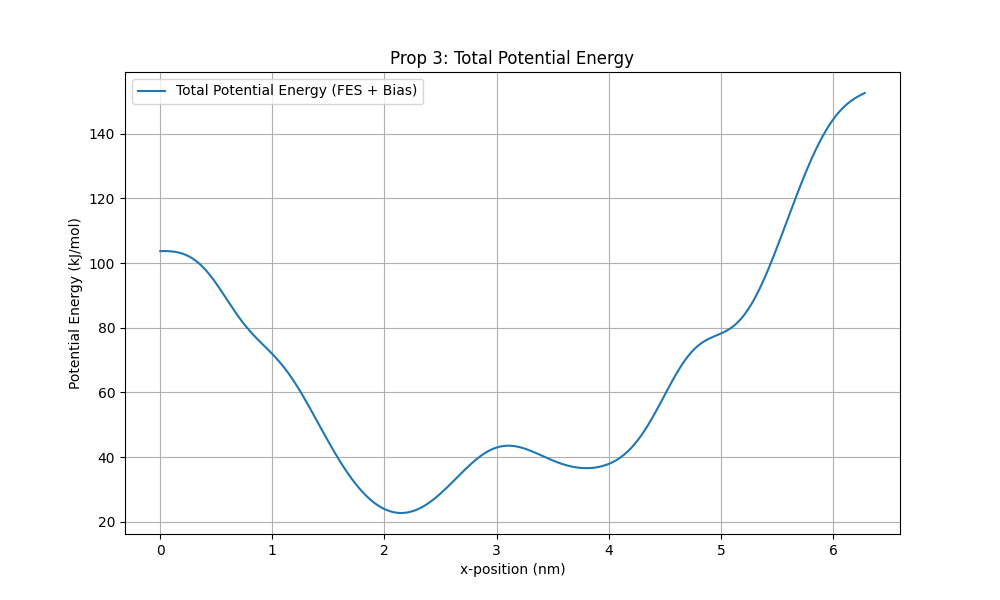 Prop 3: Total Potential Energy
Total Potential Energy (FES + Bias)
Potential Energy (kJ/mol)
140
120
100
80
60
40
20
0 1 2 3 4 5 6
x-position (nm)